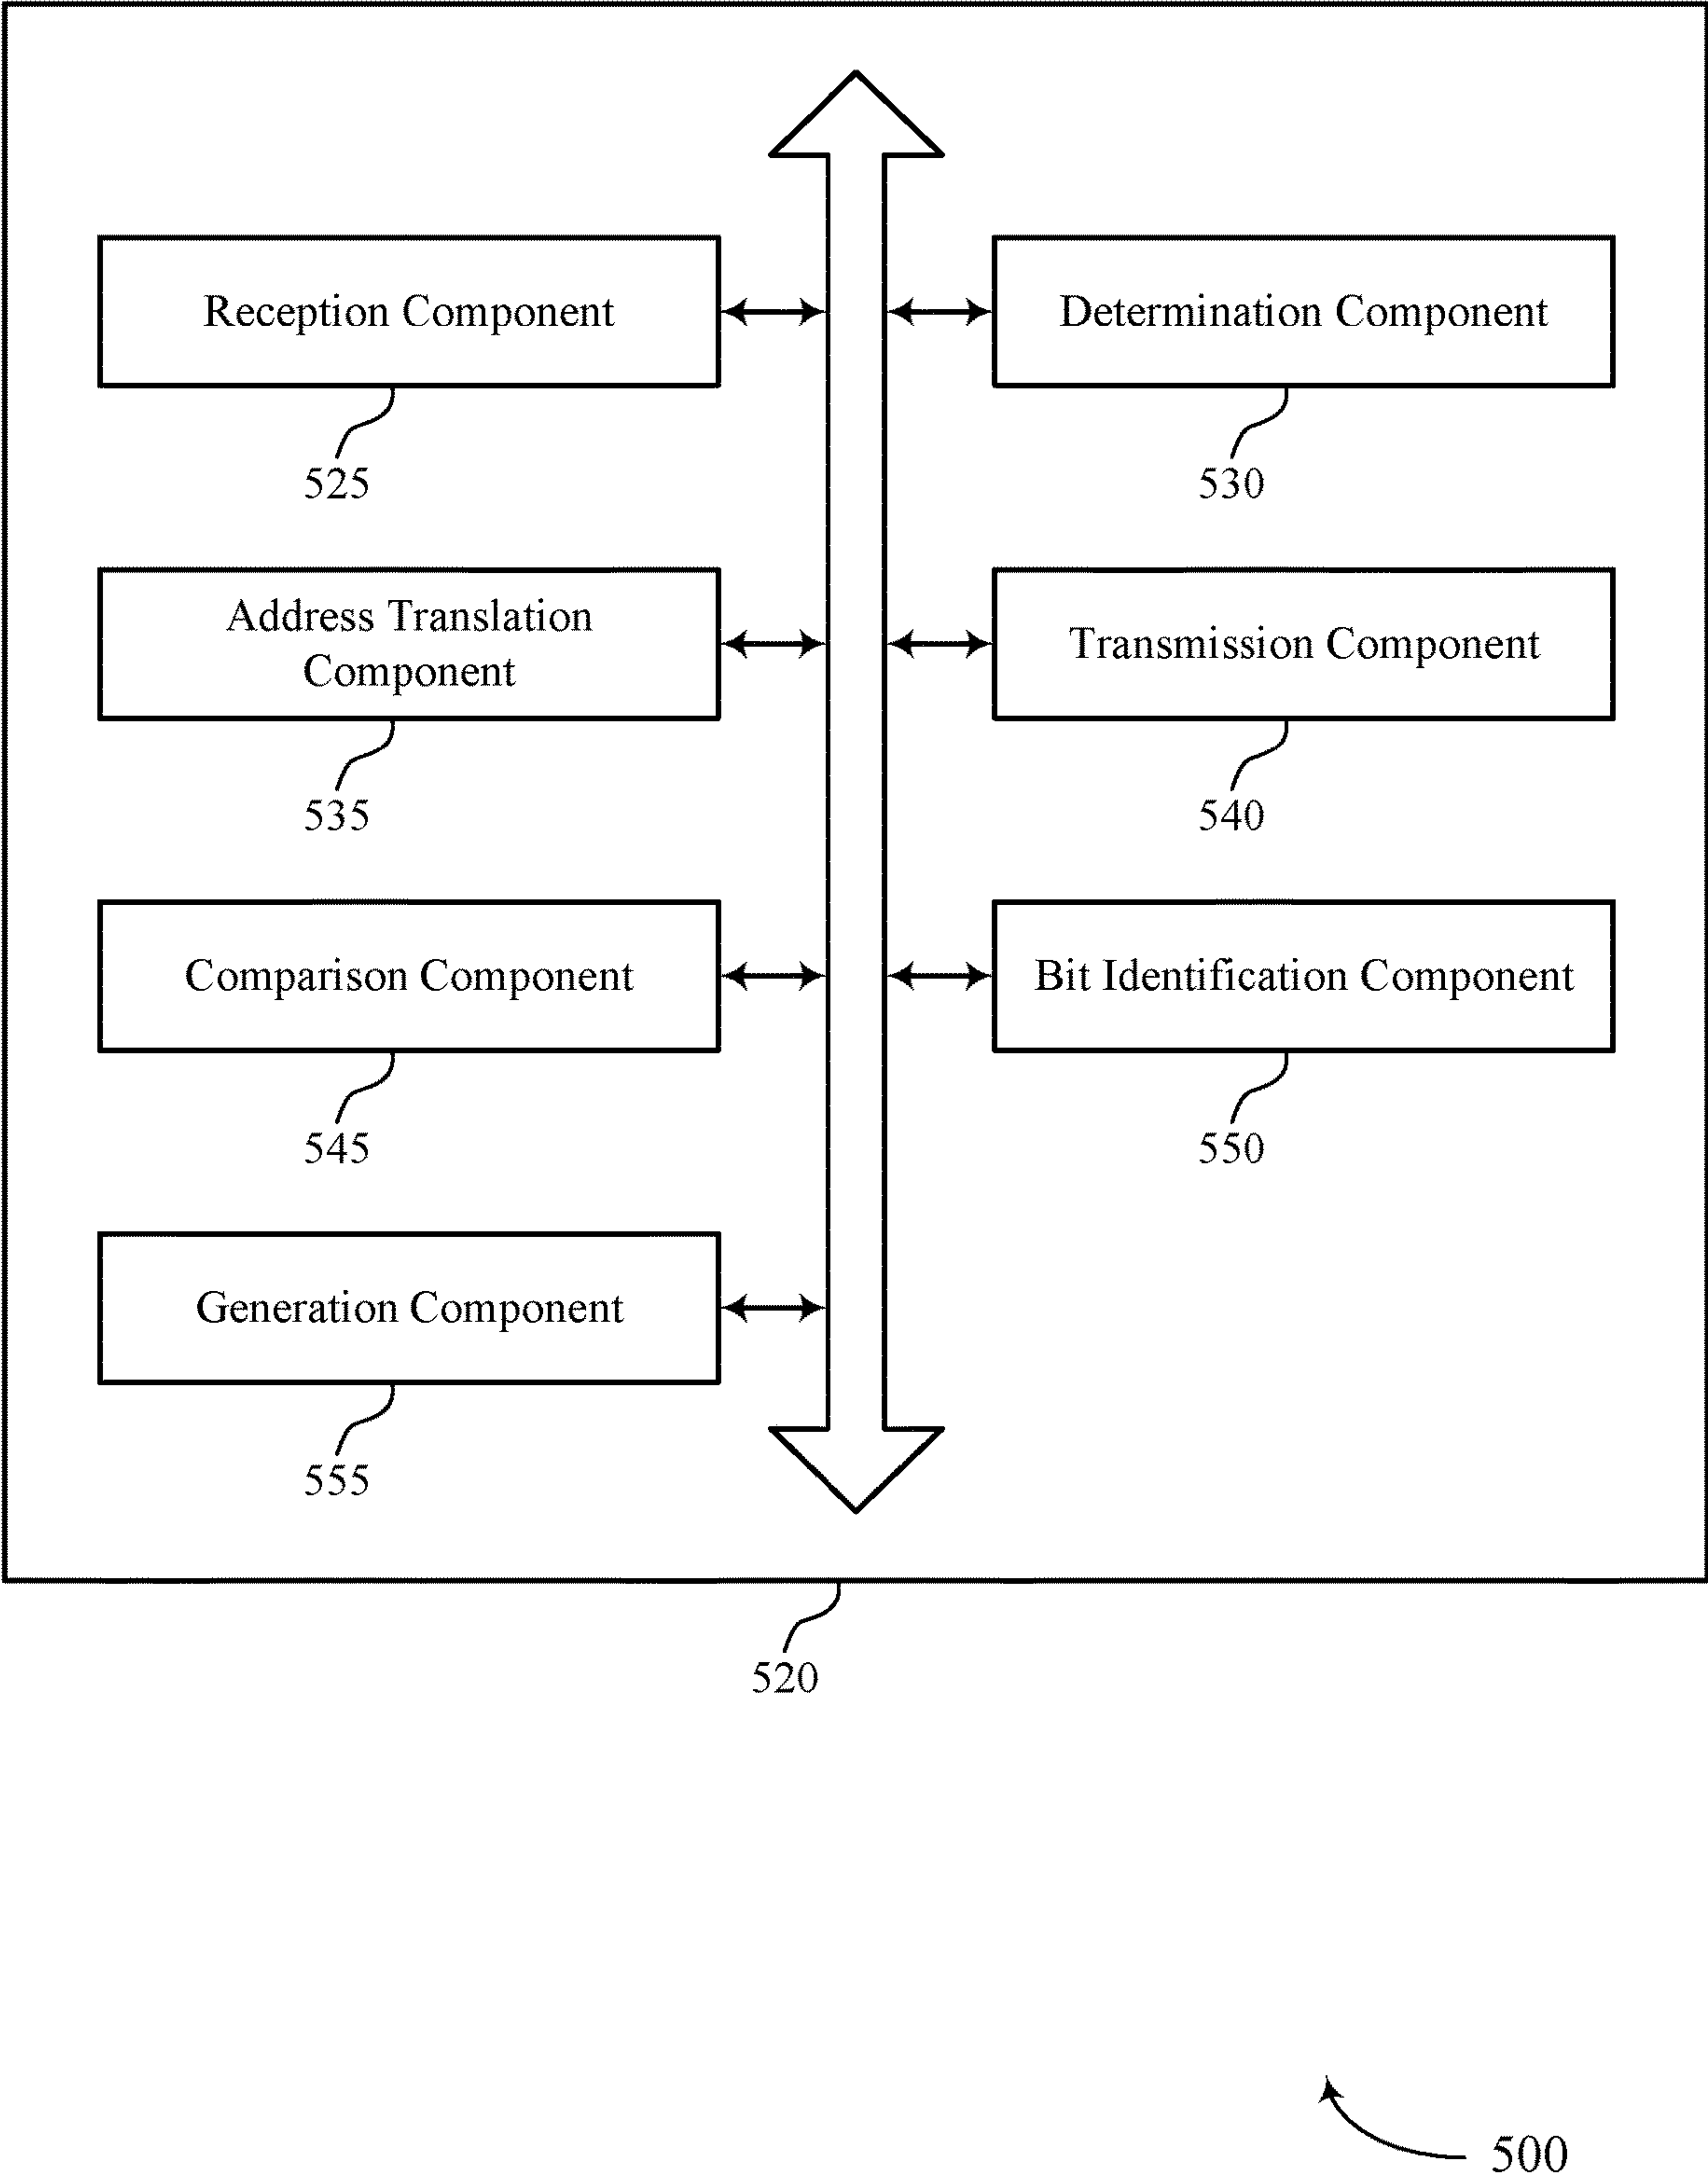 Reception Component
Determination Component
525
530
Address Translation
Component
Transmission Component
535
540
Comparison Component
Bit Identification Component
545
550
Generation Component
555
520
500